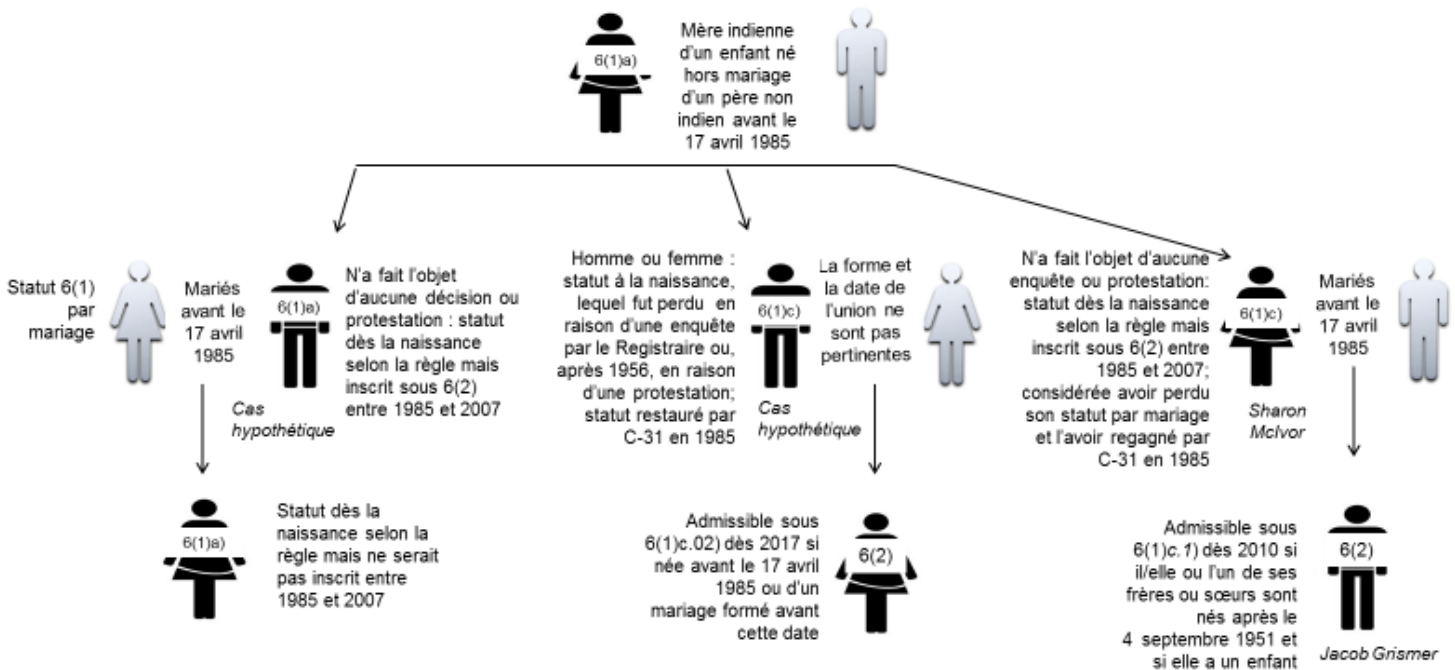 6(1)a)
Mère indienne
d'un enfant né
hors mariage
d'un père non
indien avant le
17 avril 1985
Statut 6(1)
par
mariage
Mariés
avant le
17 avril
1985
6(1)a)
Cas
hypothétique
N'a fait l'objet
d'aucune décision ou
protestation : statut
dès la naissance
selon la règle mais
inscrit sous 6(2)
entre 1985 et 2007
Homme ou femme :
statut à la naissance,
lequel fut perdu en
raison d'une enquête
par le Registraire ou,
après 1956, en raison
d'une protestation;
statut restauré par
C-31 en 1985
6(1)c)
Cas
hypothétique
La forme et
la date de
l'union ne
sont pas
pertinentes
N'a fait l'objet d'aucune
enquête ou protestation:
statut dès la naissance
selon la règle mais
inscrit sous 6(2) entre
1985 et 2007;
considérée avoir perdu
son statut par mariage
et l'avoir regagné par
C-31 en 1985
6(1)c)
Sharon
McIvor
Mariés
avant le
17 avril
1985
6(1)a)
Statut dès la
naissance selon la
règle mais ne serait
pas inscrit entre
1985 et 2007
Admissible sous
6(1)c.02) dès 2017 si
née avant le 17 avril
1985 ou d'un
mariage formé avant
cette date
6(2)
Admissible sous
6(1)c.1) dès 2010 si
il/elle ou l'un de ses
frères ou sœurs sont
nés après le
4 septembre 1951 et
si elle a un enfant
6(2)
Jacob Grismer